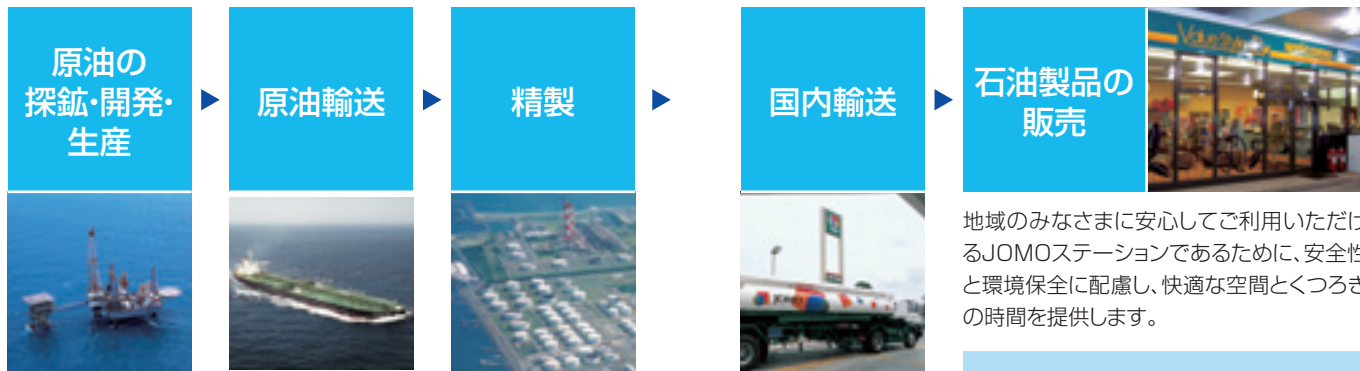 原油の
探鉱・開発・
生産
原油輸送
精製
国内輸送
石油製品の
販売
Value Style
JOMO
地域のみなさまに安心してご利用いただけ
るJOMOステーションであるために、安全性
と環境保全に配慮し、快適な空間とくつろぎ
の時間を提供します。